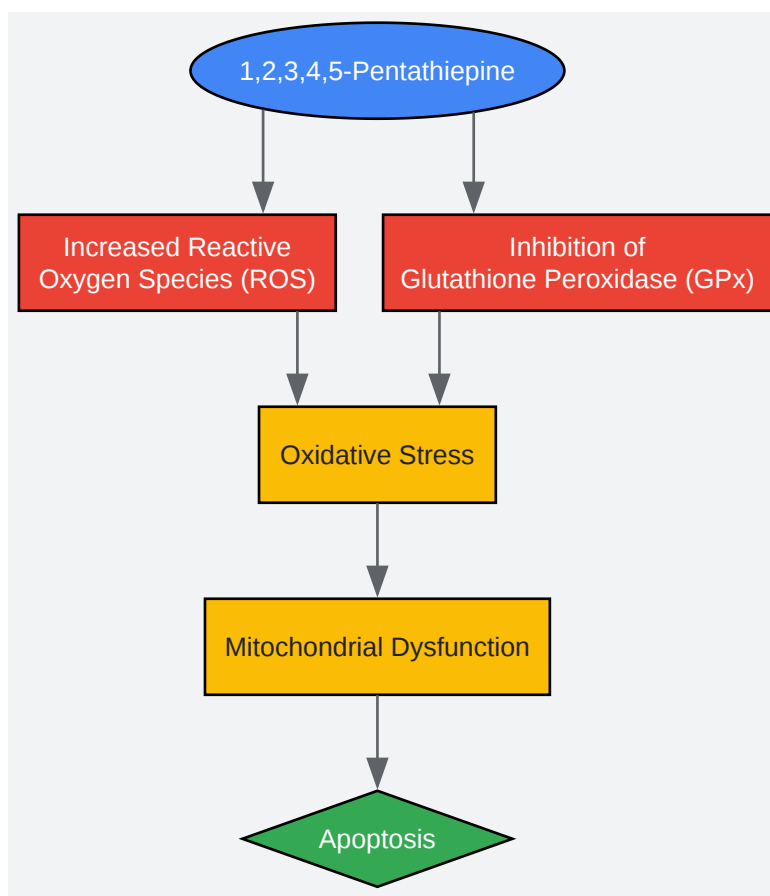 1,2,3,4,5-Pentathiepine
Increased Reactive
Oxygen Species (ROS)
Inhibition of
Glutathione Peroxidase (GPx)
Oxidative Stress
Mitochondrial Dysfunction
Apoptosis